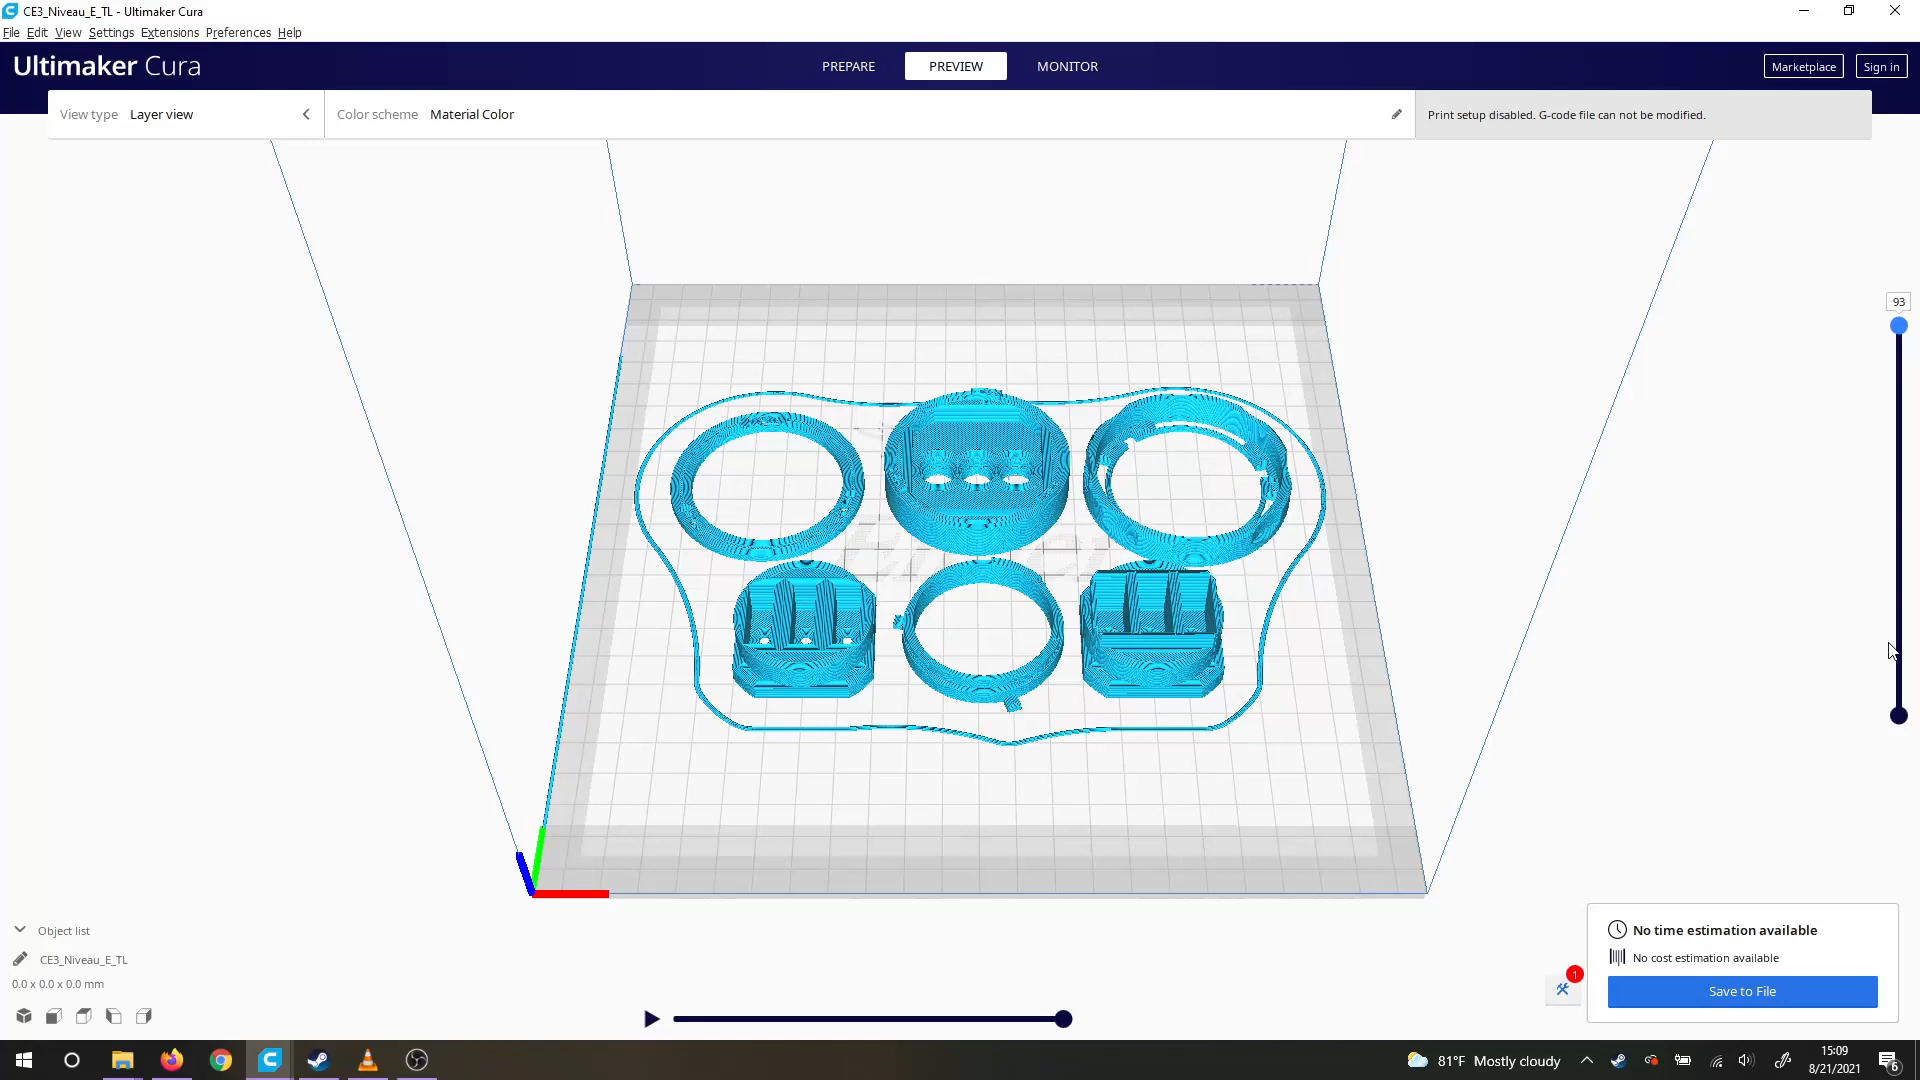 CE3_Niveau_E_TL - Ultimaker Cura
File Edit View Settings Extensions Preferences Help
Ultimaker Cura
PREPARE
PREVIEW
MONITOR
Marketplace
Sign in
View type Layer view
Color scheme Material Color
Print setup disabled. G-code file can not be modified.
93
Object list
CE3_Niveau_E_TL
0.0 x 0.0 x 0.0 mm
1
No time estimation available
No cost estimation available
Save to File
81°F Mostly cloudy
15:09
8/21/2021
6